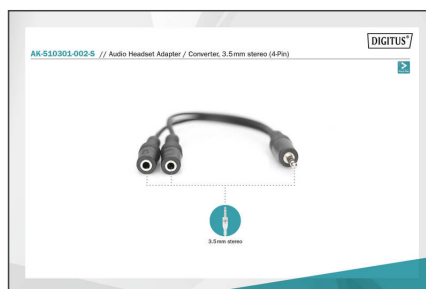 DIGITUS®
AK-510301-002-S // Audio Headset Adapter / Converter, 3.5 mm stereo (4-Pin)
3.5 mm stereo